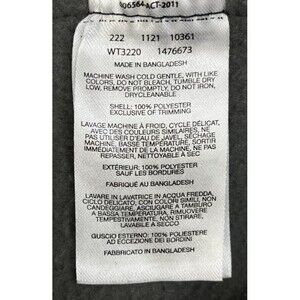 906564ACT-2011
222 1121 10361
WT3220 1476673
MADE IN BANGLADESH
MACHINE WASH COLD GENTLE, WITH LIKE
COLORS, DO NOT BLEACH, TUMBLE DRY
LOW, REMOVE PROMPTLY, DO NOT IRON,
DRYCLEANABLE
SHELL: 100% POLYESTER
EXCLUSIVE OF TRIMMING
LAVAGE MACHINE À FROID, CYCLE DÉLICAT,
AVEC DES COULEURS SIMILAIRES, NE
PAS UTILISER D'EAU DE JAVEL, SÉCHAGE
MACHINE, BASSE TEMPÉRATURE, SORTIR
IMMÉDIATEMENT DE LA MACHINE, NE PAS
REPASSER, NETTOYABLE À SEC
EXTÉRIEUR: 100% POLYESTER
SAUF LES BORDURES
FABRIQUÉ AU BANGLADESH
LAVARE IN LAVATRICE IN ACQUA FREDDA,
CICLO DELICATO, CON COLORI SIMILI, NON
CANDEGGIARE, ASCIUGARE A TAMBURO
A BASSA TEMPERATURA, RIMUOVERE
TEMPESTIVAMENTE, NON STIRARE,
LAVABILE A SECCO
GUSCIO ESTERNO: 100% POLIESTERE
AD ECCEZIONE DEI BORDINI
FABBRICATO IN BANGLADESH